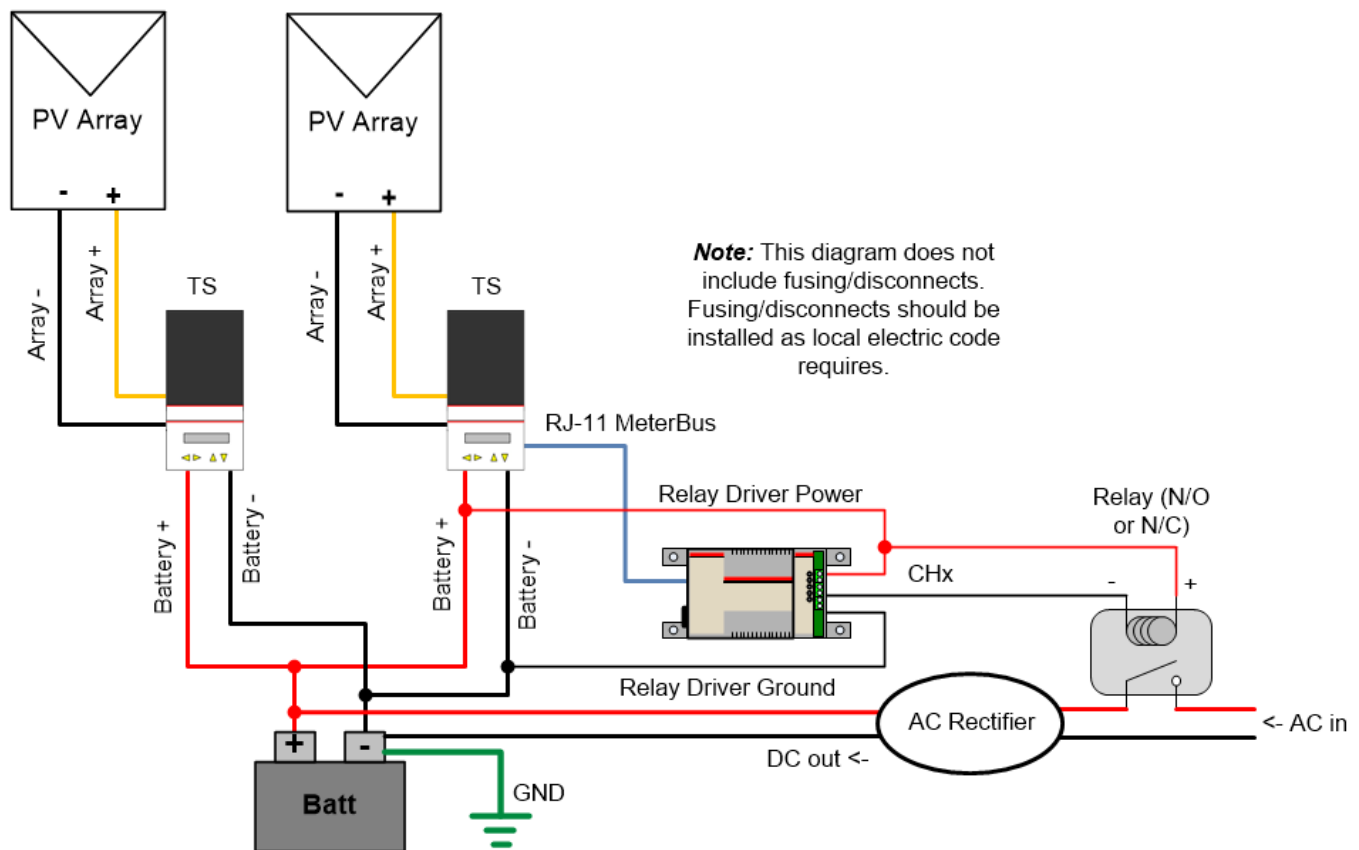 PV Array
- +
PV Array
- +
Array -
Array +
Array -
Array +
TS
TS
Note: This diagram does not
include fusing/disconnects.
Fusing/disconnects should be
installed as local electric code
requires.
RJ-11 MeterBus
Relay Driver Power
Relay (N/O
or N/C)
CHx
- +
Battery +
Battery -
Battery +
Battery -
Relay Driver Ground
AC Rectifier
<- AC in
DC out <-
+ -
Batt
GND